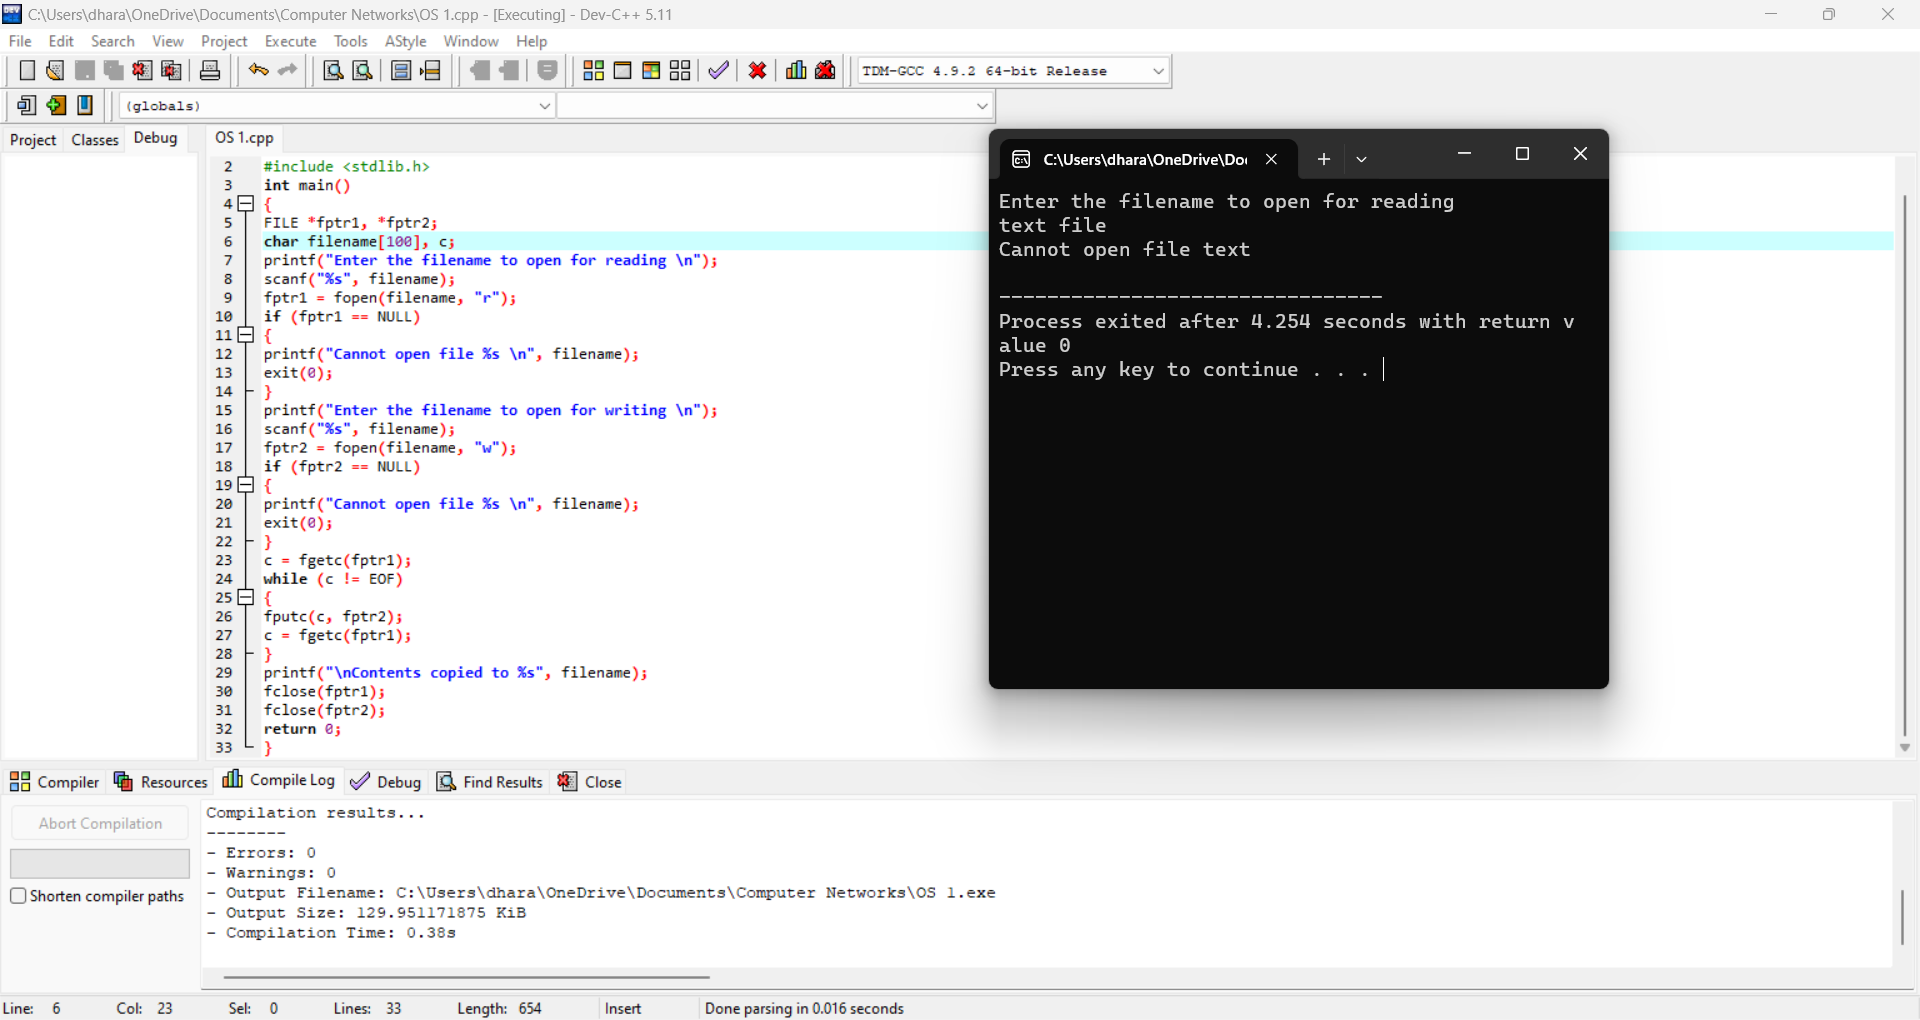 C:\Users\dhara\OneDrive\Documents\Computer Networks\OS 1.cpp - [Executing] - Dev-C++ 5.11
File Edit Search View Project Execute Tools AStyle Window Help
TDM-GCC 4.9.2 64-bit Release
(globals)
Project Classes Debug
OS 1.cpp
2 #include <stdlib.h>
3 int main()
4 {
5 FILE *fptr1, *fptr2;
6 char filename[100], c;
7 printf("Enter the filename to open for reading \n");
8 scanf("%s", filename);
9 fptr1 = fopen(filename, "r");
10 if (fptr1 == NULL)
11 {
12 printf("Cannot open file %s \n", filename);
13 exit(0);
14 }
15 printf("Enter the filename to open for writing \n");
16 scanf("%s", filename);
17 fptr2 = fopen(filename, "w");
18 if (fptr2 == NULL)
19 {
20 printf("Cannot open file %s \n", filename);
21 exit(0);
22 }
23 c = fgetc(fptr1);
24 while (c != EOF)
25 {
26 fputc(c, fptr2);
27 c = fgetc(fptr1);
28 }
29 printf("\nContents copied to %s", filename);
30 fclose(fptr1);
31 fclose(fptr2);
32 return 0;
33 }
C:\Users\dhara\OneDrive\Do
Enter the filename to open for reading
text file
Cannot open file text
--------------------------------
Process exited after 4.254 seconds with return v
alue 0
Press any key to continue . . .
Compiler Resources Compile Log Debug Find Results Close
Abort Compilation
Shorten compiler paths
Compilation results...
--------
- Errors: 0
- Warnings: 0
- Output Filename: C:\Users\dhara\OneDrive\Documents\Computer Networks\OS 1.exe
- Output Size: 129.951171875 KiB
- Compilation Time: 0.38s
Line: 6 Col: 23 Sel: 0 Lines: 33 Length: 654 Insert Done parsing in 0.016 seconds